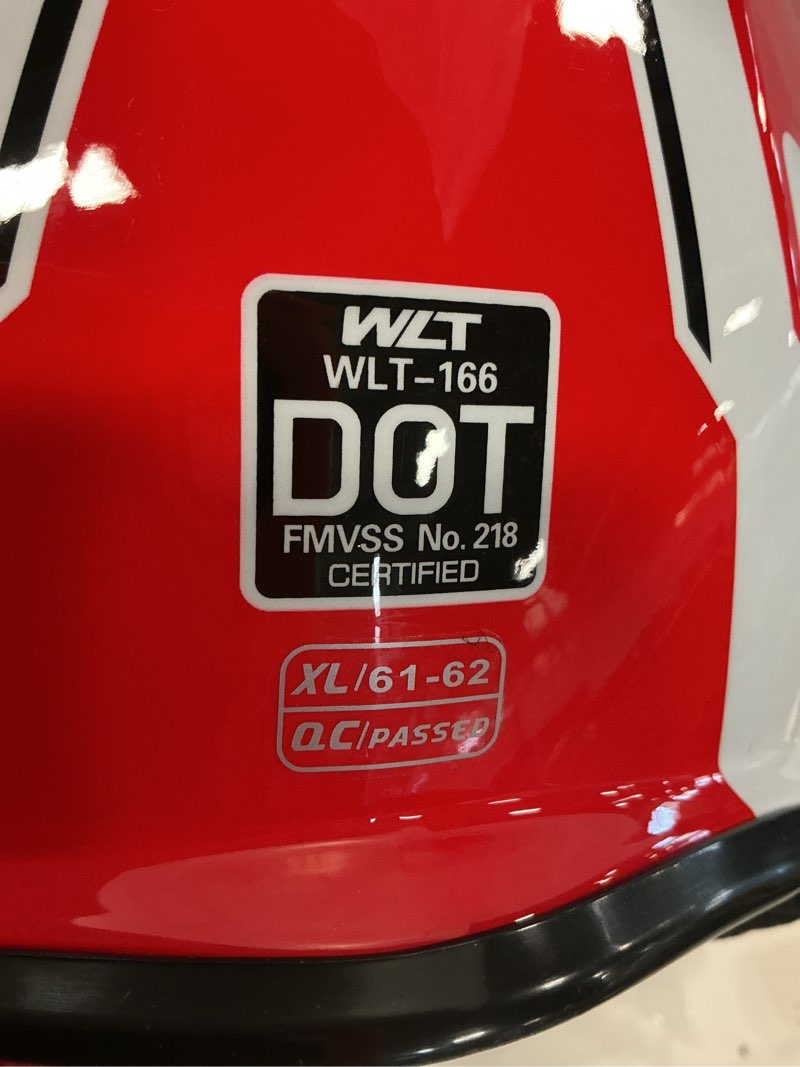 WLT
WLT-166
DOT
FMVSS No. 218
CERTIFIED
XL/61-62
QC/PASSED